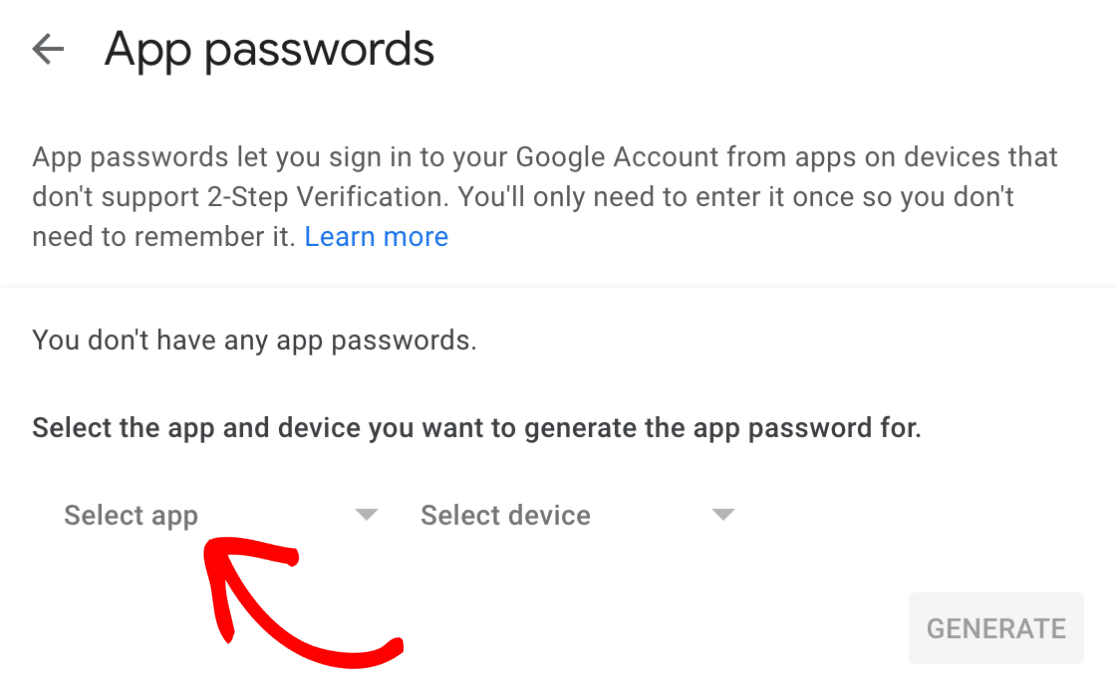 App passwords
App passwords let you sign in to your Google Account from apps on devices that
don't support 2-Step Verification. You'll only need to enter it once so you don't
need to remember it. Learn more
You don't have any app passwords.
Select the app and device you want to generate the app password for.
Select app Select device
GENERATE